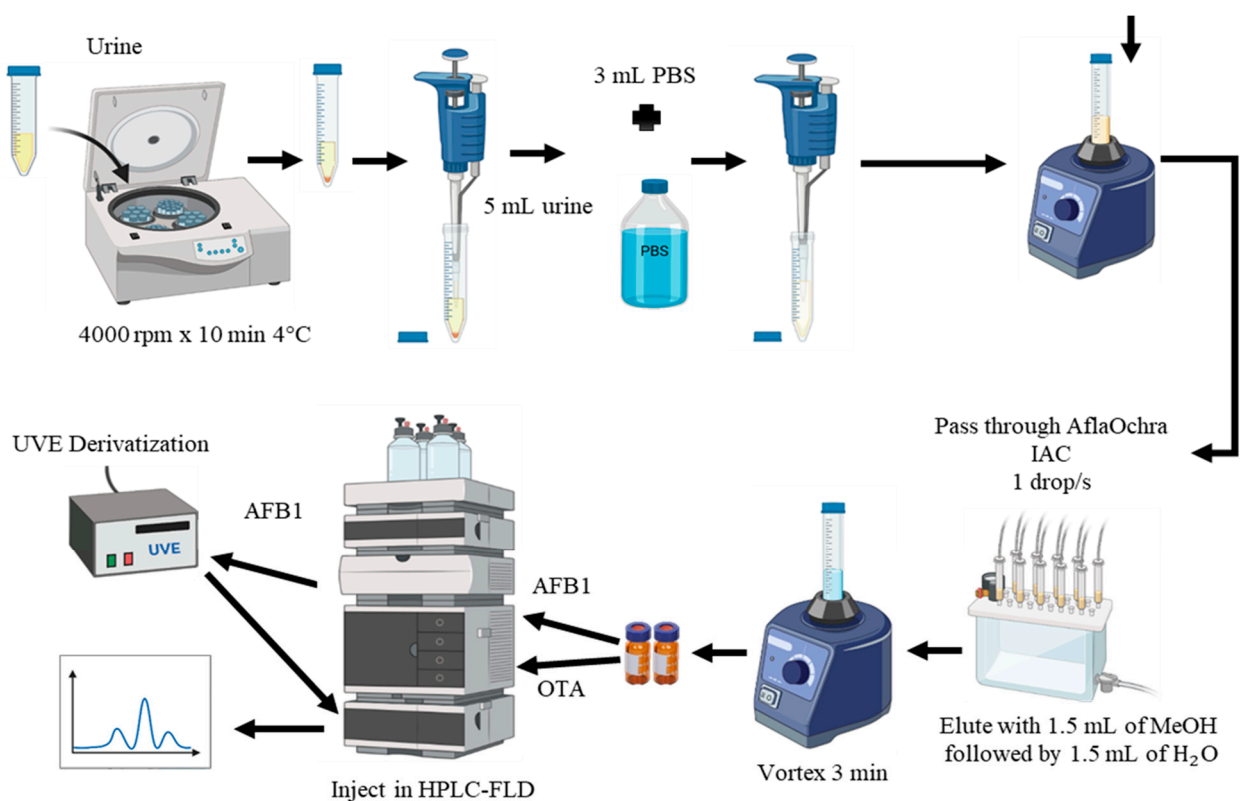 Urine
3 mL PBS
5 mL urine
PBS
4000 rpm x 10 min 4°C
Pass through AflaOchra
IAC
1 drop/s
UVE Derivatization
AFB1
UVE
AFB1
OTA
Elute with 1.5 mL of MeOH
followed by 1.5 mL of H₂O
Vortex 3 min
Inject in HPLC-FLD